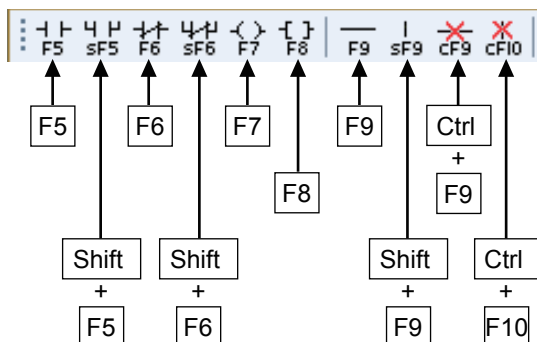 F5 sF5 F6 sF6 F7 F8 F9 sF9 cF9 cF10
F5 F6 F7 F9 Ctrl
+
F8 F9
Shift Shift Shift Ctrl
+ + + +
F5 F6 F9 F10